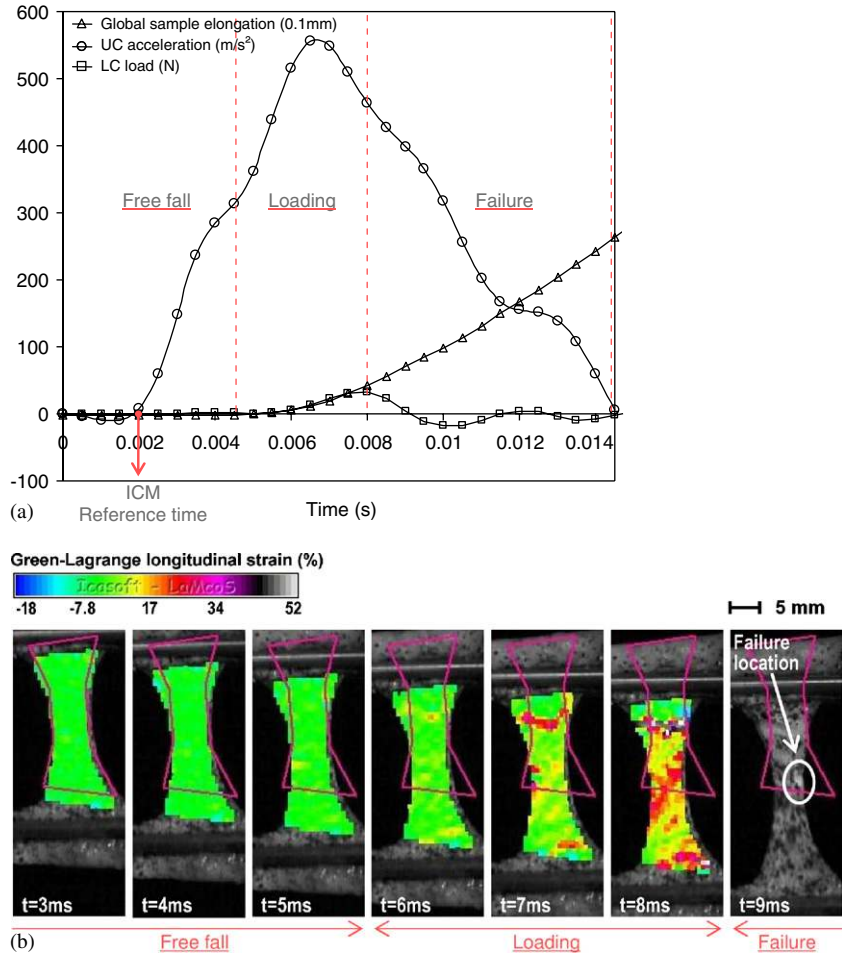 Global sample elongation (0.1mm)
UC acceleration (m/s²)
LC load (N)
600
500
400
300
200
100
0
-100
Free fall
Loading
Failure
0
0.002
0.004
0.006
0.008
0.01
0.012
0.014
ICM
Reference time
Time (s)
(a)
Green-Lagrange longitudinal strain (%)
Icasoft - LaMcoS
-18
-7.8
17
34
52
5 mm
Failure
location
t=3ms
t=4ms
t=5ms
t=6ms
t=7ms
t=8ms
t=9ms
(b)
Free fall
Loading
Failure